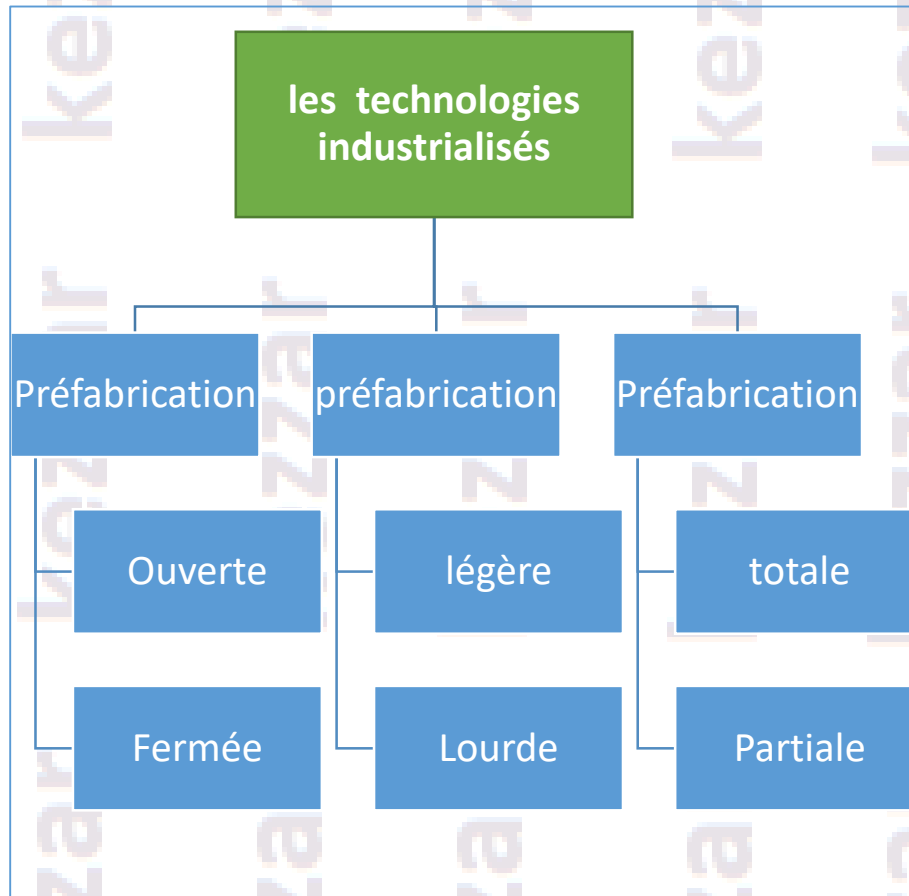 les technologies
industrialisés
Préfabrication
Ouverte
Fermée
préfabrication
légère
Lourde
Préfabrication
totale
Partiale